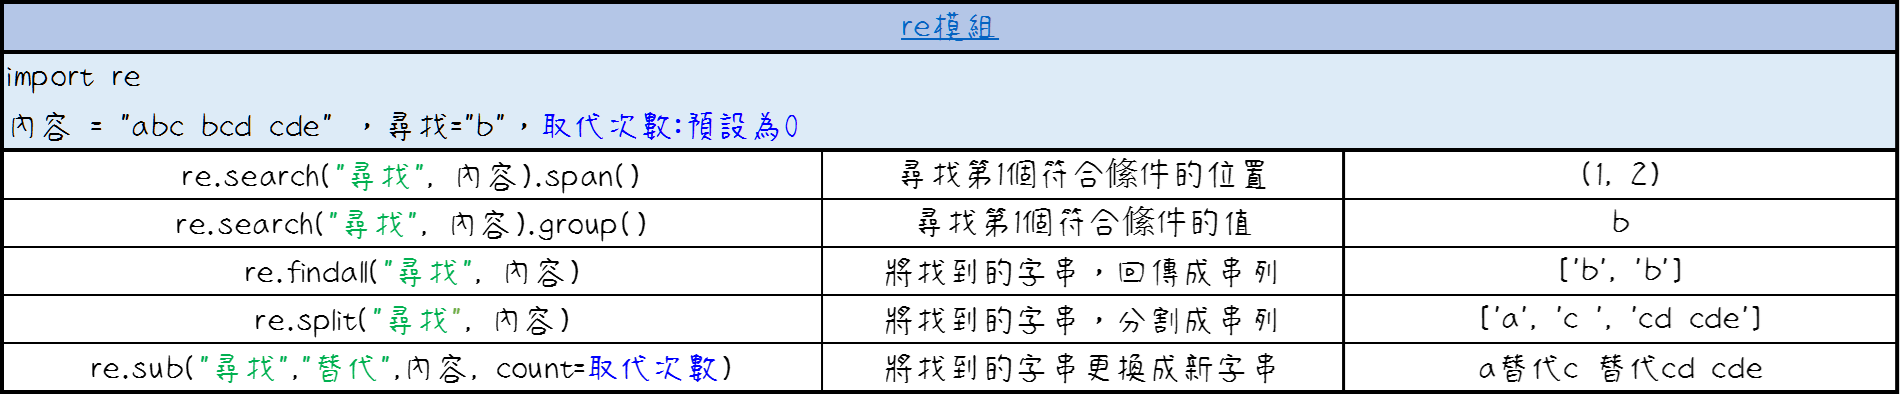 re模組
import re
內容 = "abc bcd cde" ，尋找="b"，取代次數:預設為0
re.search("尋找", 內容).span() 尋找第1個符合條件的位置 (1, 2)
re.search("尋找", 內容).group() 尋找第1個符合條件的值 b
re.findall("尋找", 內容) 將找到的字串，回傳成串列 ['b', 'b']
re.split("尋找", 內容) 將找到的字串，分割成串列 ['a', 'c ', 'cd cde']
re.sub("尋找","替代",內容, count=取代次數) 將找到的字串更換成新字串 a替代c 替代cd cde